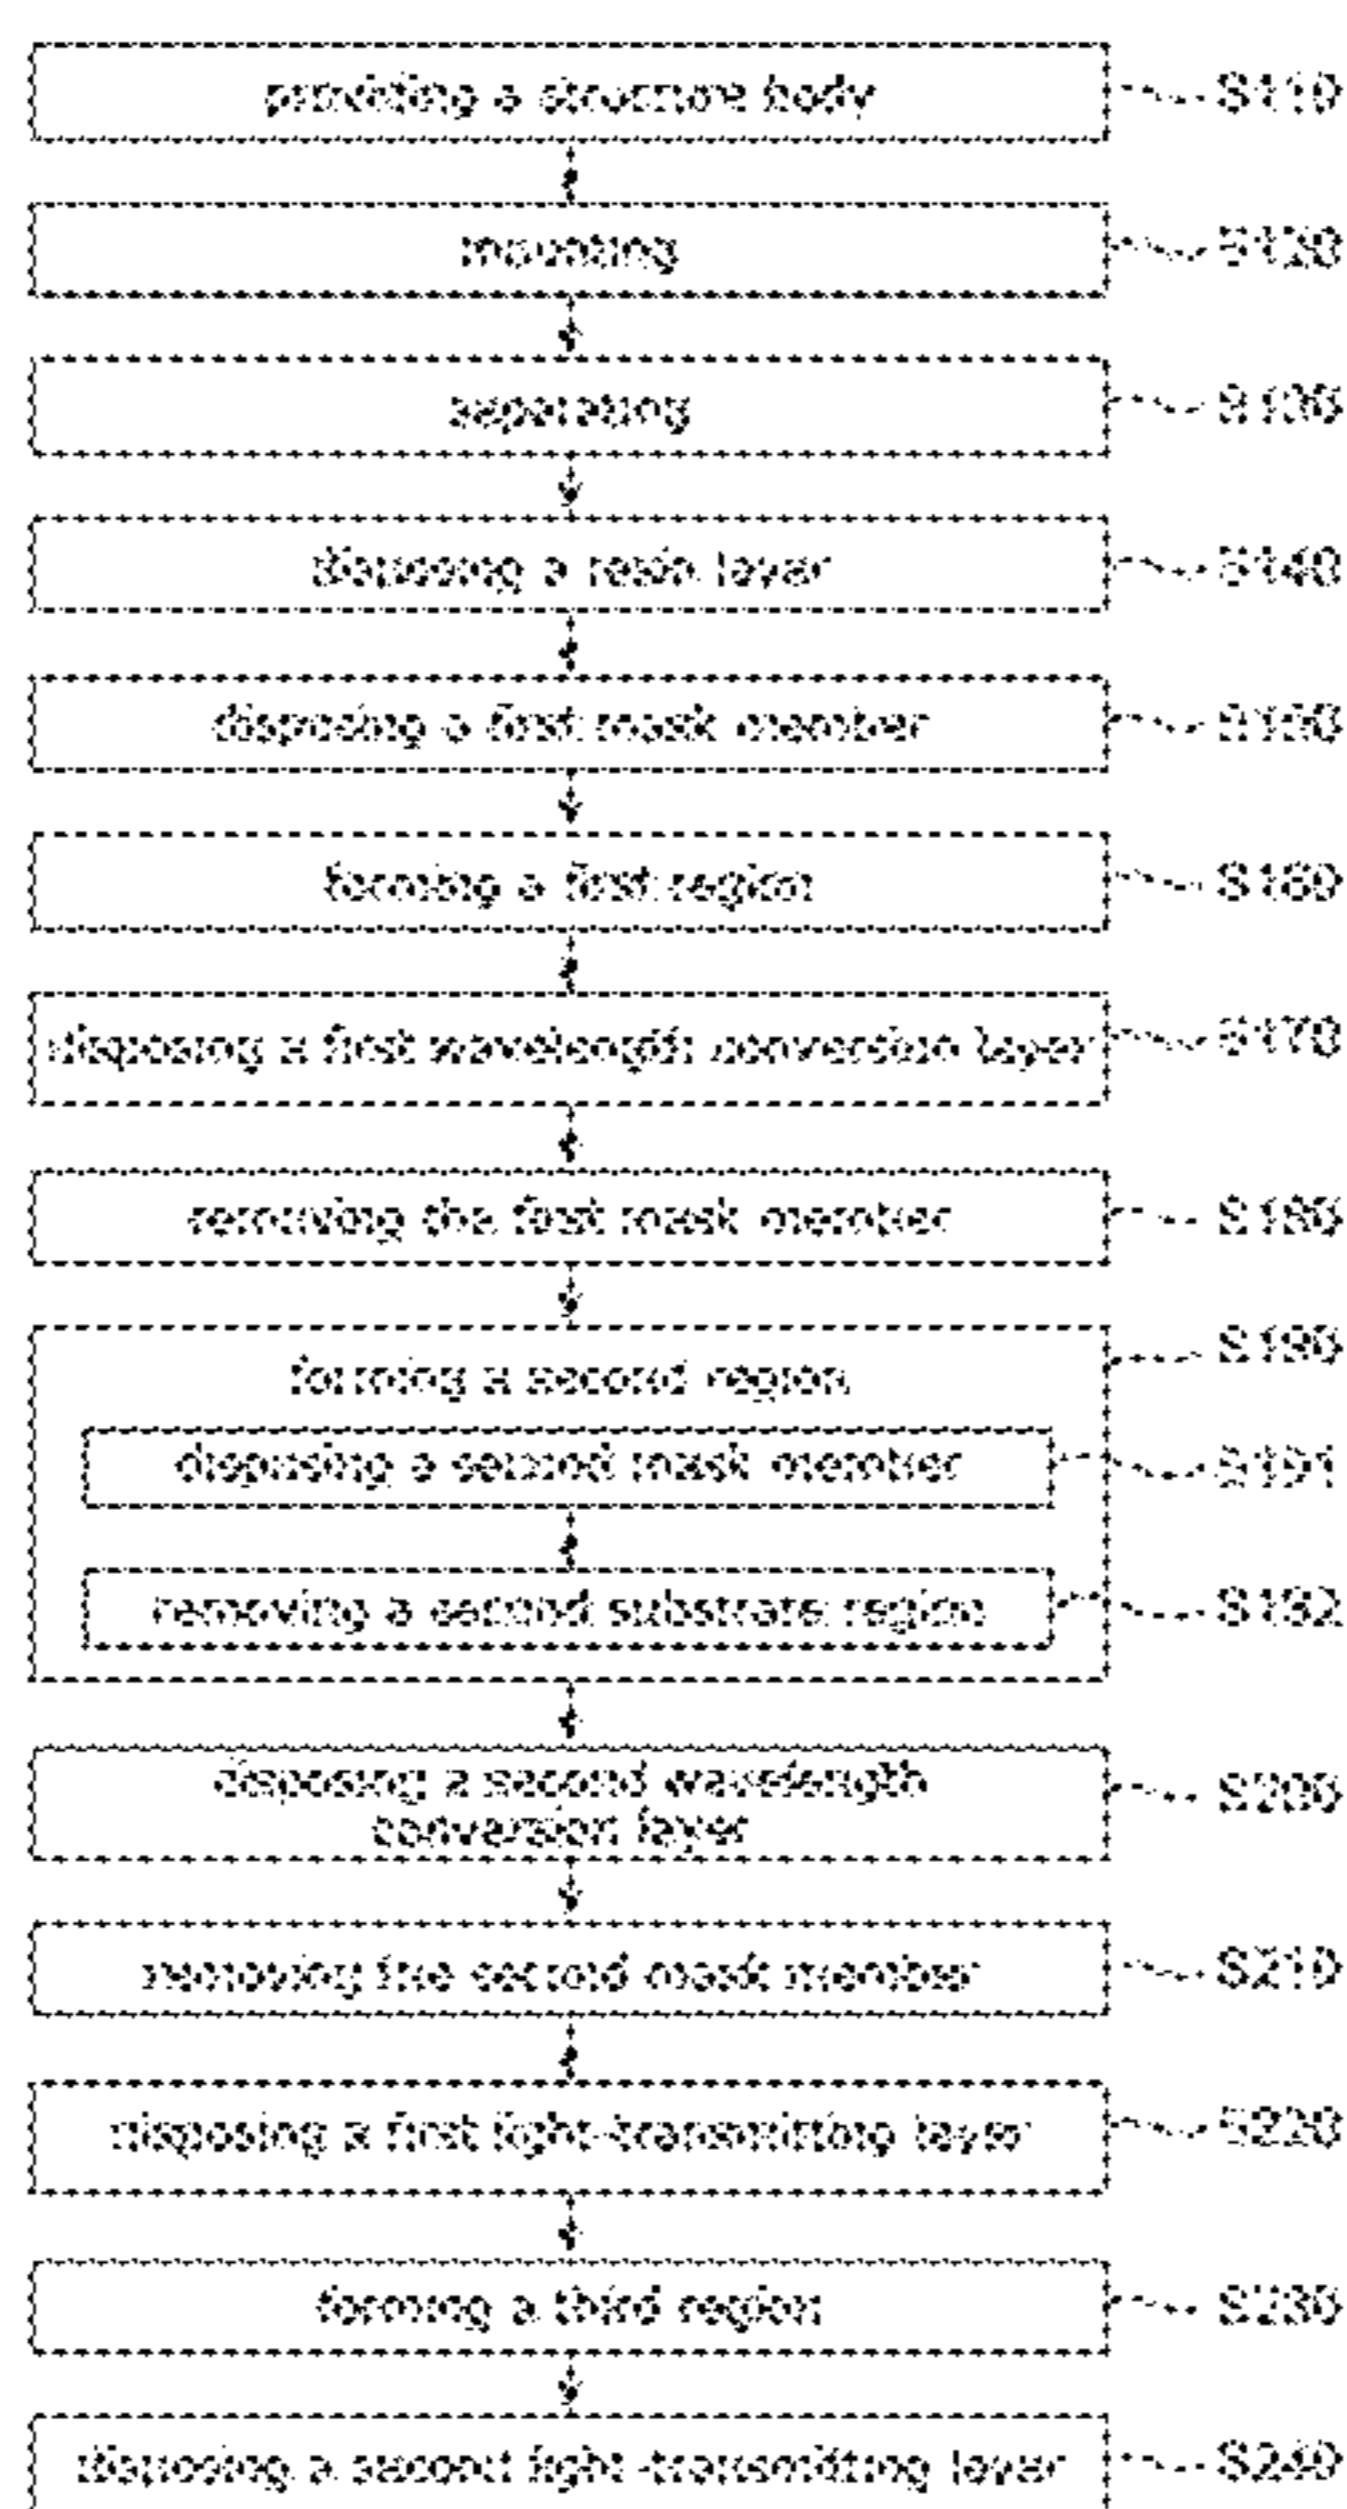 providing a structure body
S110
mounting
S120
separating
S130
disposing a resin layer
S140
disposing a first mask member
S150
forming a first region
S160
disposing a first wavelength conversion layer
S170
removing the first mask member
S180
forming a second region
S190
disposing a second mask member
S191
removing a second substrate region
S192
disposing a second wavelength
conversion layer
S200
removing the second mask member
S210
disposing a first light-transmitting layer
S220
forming a third region
S230
disposing a second light-transmitting layer
S240